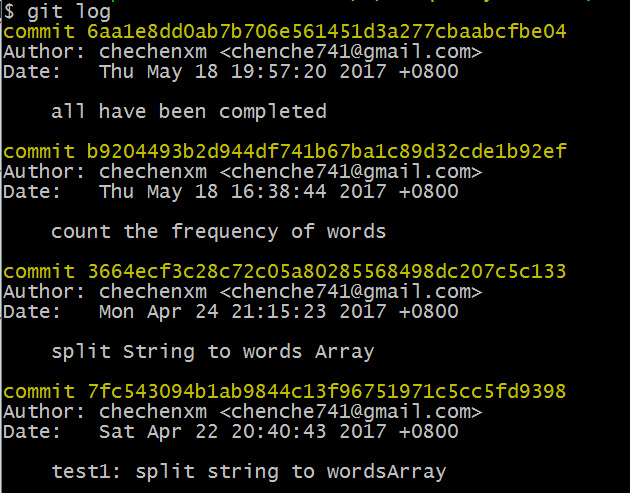 $ git log
commit 6aa1e8dd0ab7b706e561451d3a277cbaabcfbe04
Author: chechenxm <chenche741@gmail.com>
Date:   Thu May 18 19:57:20 2017 +0800
all have been completed
commit b9204493b2d944df741b67ba1c89d32cde1b92ef
Author: chechenxm <chenche741@gmail.com>
Date:   Thu May 18 16:38:44 2017 +0800
count the frequency of words
commit 3664ecf3c28c72c05a80285568498dc207c5c133
Author: chechenxm <chenche741@gmail.com>
Date:   Mon Apr 24 21:15:23 2017 +0800
split String to words Array
commit 7fc543094b1ab9844c13f96751971c5cc5fd9398
Author: chechenxm <chenche741@gmail.com>
Date:   Sat Apr 22 20:40:43 2017 +0800
test1: split string to wordsArray